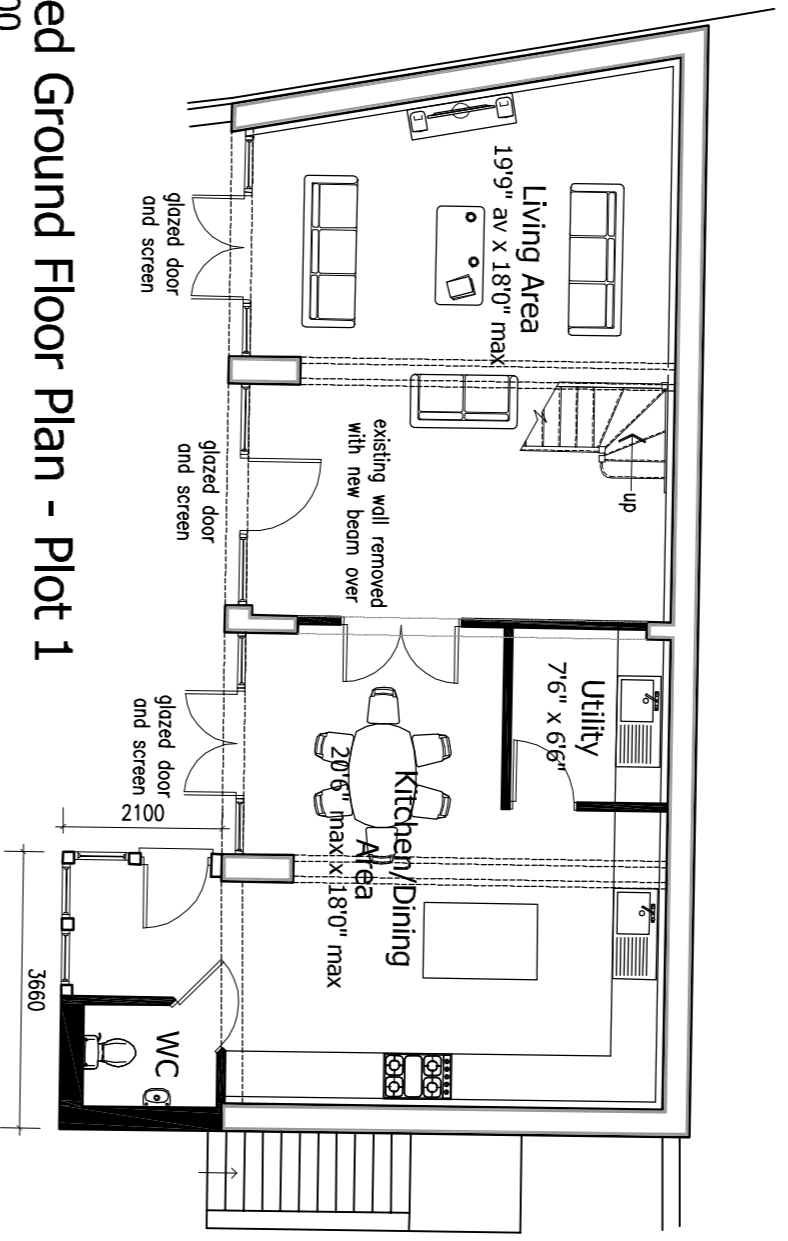 ed Ground Floor Plan - Plot 1
00
Living Area
19'9" av x 18'0" max
up
existing wall removed
with new beam over
Utility
7'6" x 6'6"
Kitchen/Dining
Area
20'6" max x 18'0" max
WC
glazed door
and screen
glazed door
and screen
glazed door
and screen
2100
3660